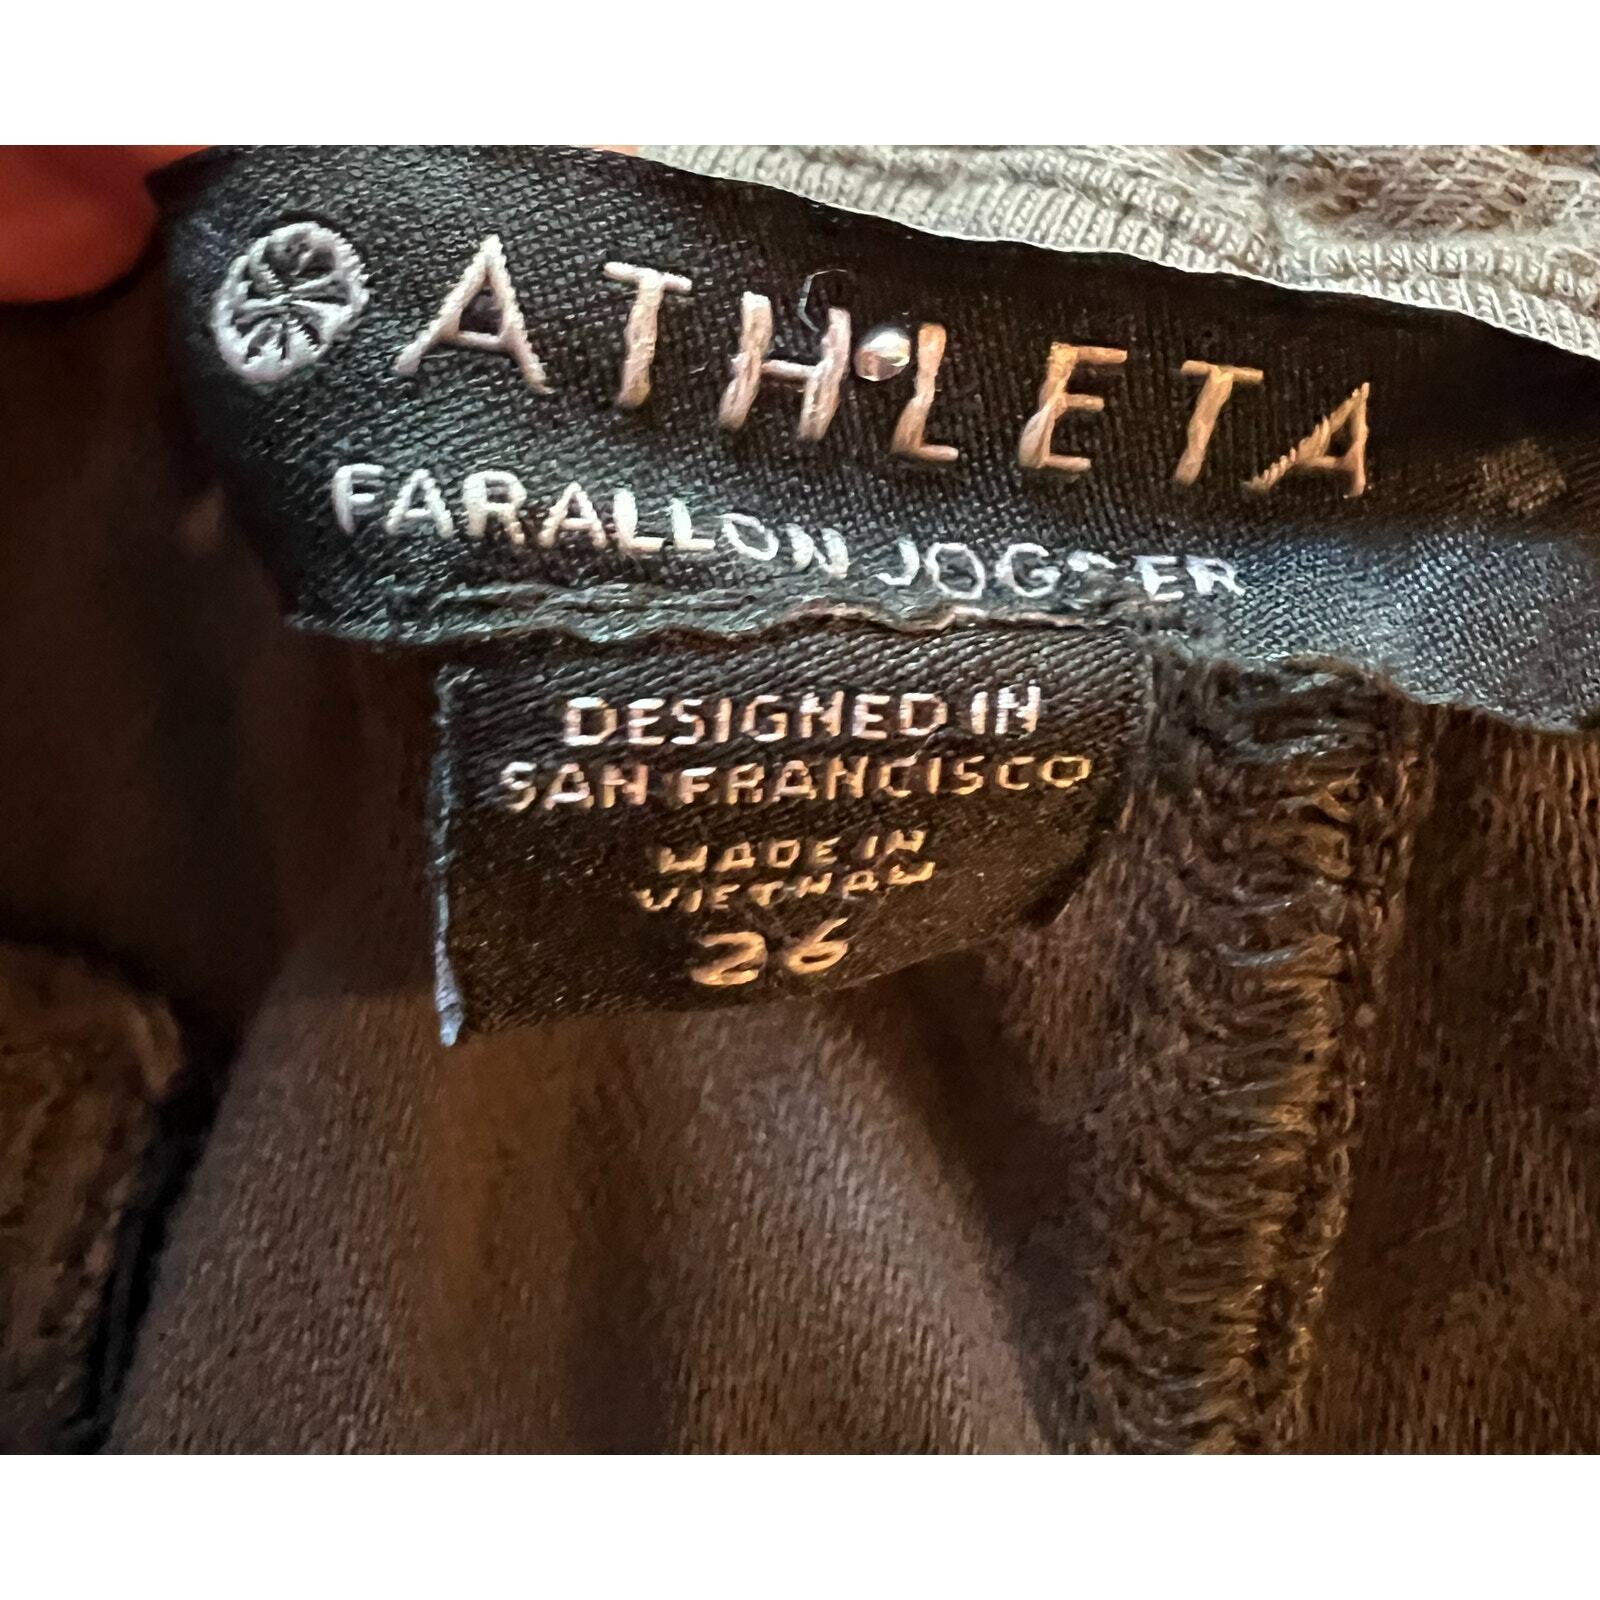 ATHLETA
FARALLON JOGGER
DESIGNED IN
SAN FRANCISCO
MADE IN
VIETNAM
26